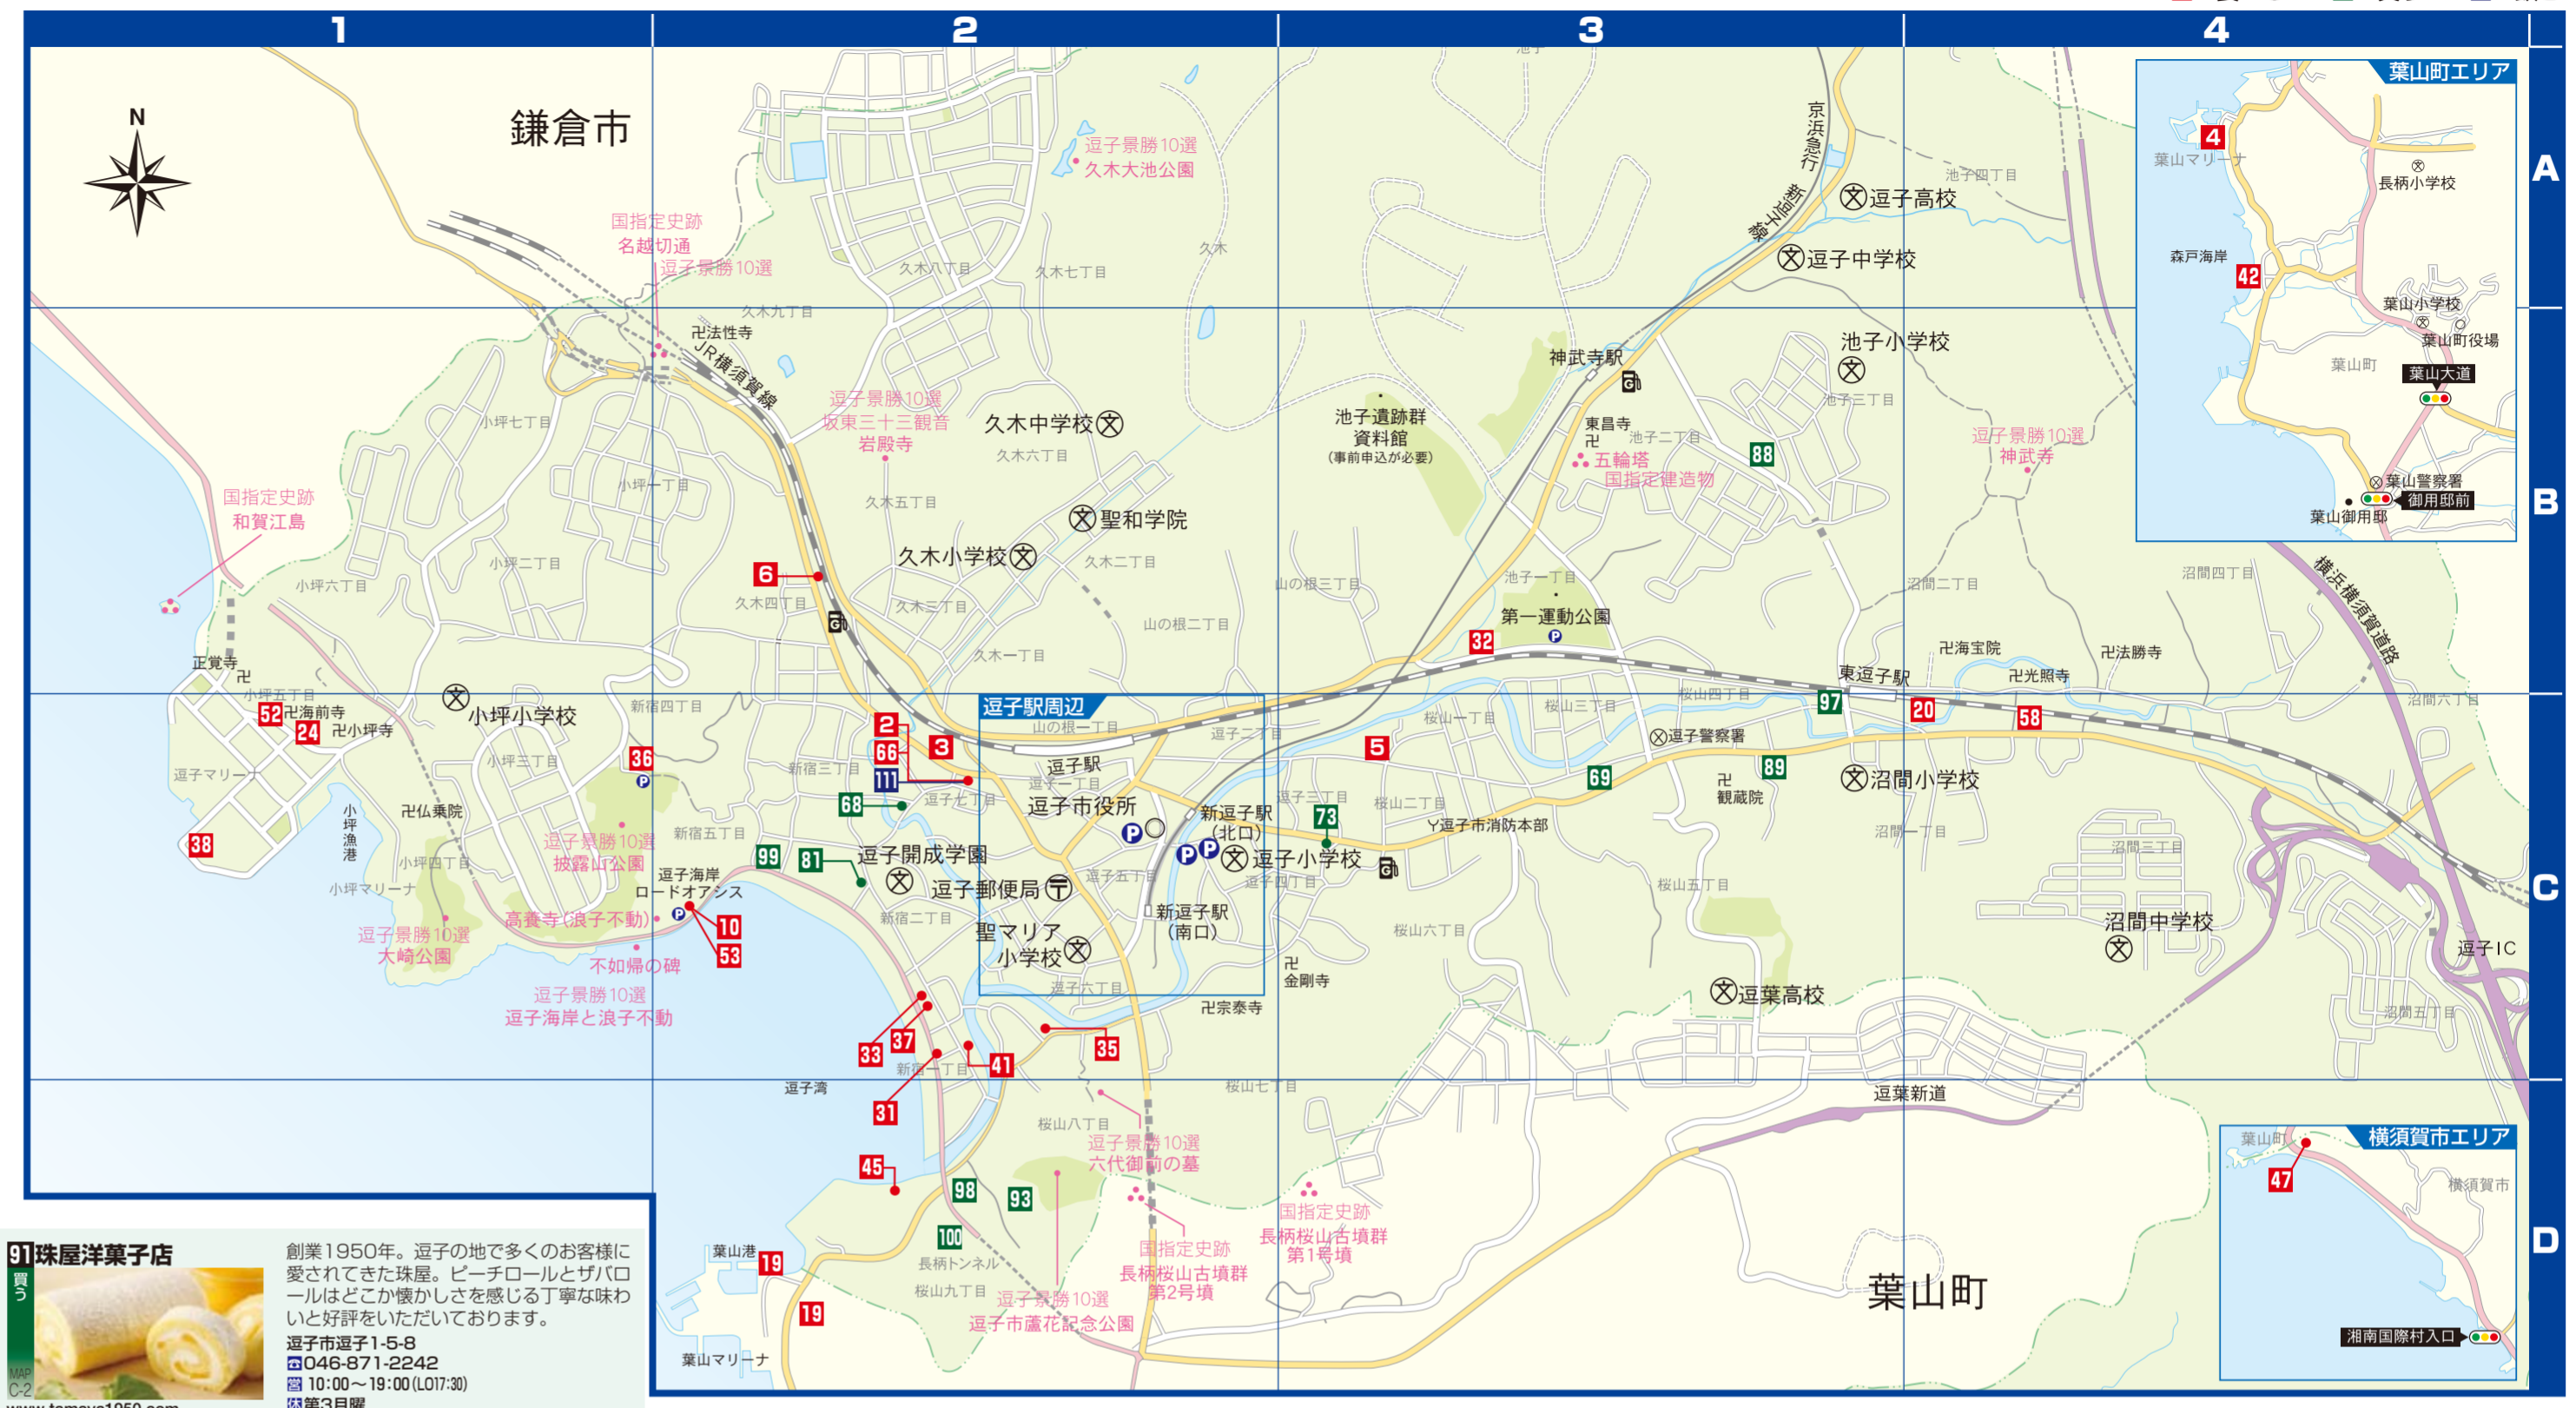 1
2
3
4
A
B
C
D
N
鎌倉市
国指定史跡
名越切通
逗子景勝10選
逗子景勝10選
久木大池公園
久木八丁目
久木七丁目
久木九丁目
久木
京浜急行
新逗子線
逗子高校
逗子中学校
池子四丁目
葉山町エリア
4
葉山マリーナ
長柄小学校
森戸海岸
42
葉山小学校
葉山町役場
葉山町
葉山大道
葉山警察署
御用邸前
葉山御用邸
卍法性寺
JR横須賀線
小坪七丁目
小坪一丁目
小坪二丁目
小坪六丁目
国指定史跡
和賀江島
逗子景勝10選
坂東三十三観音
岩殿寺
久木中学校
久木六丁目
久木五丁目
聖和学院
久木小学校
久木二丁目
6
久木四丁目
久木三丁目
山の根二丁目
久木一丁目
神武寺駅
池子小学校
池子三丁目
池子遺跡群
資料館
(事前申込が必要)
東昌寺
卍
池子二丁目
五輪塔
国指定建造物
88
逗子景勝10選
神武寺
山の根三丁目
池子一丁目
第一運動公園
P
32
沼間二丁目
沼間四丁目
横浜横須賀道路
卍海宝院
卍法勝寺
東逗子駅
卍光照寺
正覚寺
卍
小坪五丁目
52
卍海前寺
24
卍小坪寺
小坪小学校
逗子マリーナ
小坪三丁目
新宿四丁目
36
P
38
小坪漁港
卍仏乗院
小坪四丁目
小坪マリーナ
逗子景勝10選
披露山公園
逗子景勝10選
大崎公園
高養寺(浪子不動)
不如帰の碑
逗子景勝10選
逗子海岸と浪子不動
逗子海岸
ロードオアシス
P
10
53
2
66
111
3
68
新宿三丁目
新宿五丁目
逗子七丁目
99
81
逗子開成学園
新宿二丁目
逗子駅周辺
山の根一丁目
逗子二丁目
逗子駅
逗子一丁目
逗子市役所
P
新逗子駅
(北口)
P
P
逗子小学校
逗子郵便局
逗子五丁目
逗子四丁目
新逗子駅
(南口)
聖マリア
小学校
逗子六丁目
5
桜山一丁目
桜山三丁目
桜山四丁目
逗子警察署
97
20
58
沼間六丁目
逗子三丁目
73
桜山二丁目
69
89
卍
観蔵院
沼間小学校
Y逗子市消防本部
沼間一丁目
沼間三丁目
桜山五丁目
桜山六丁目
沼間中学校
逗子IC
沼間五丁目
卍
金剛寺
卍宗泰寺
逗葉高校
33
37
35
41
新宿一丁目
31
逗子湾
桜山七丁目
逗葉新道
桜山八丁目
逗子景勝10選
六代御前の墓
45
98
93
100
長柄トンネル
桜山九丁目
国指定史跡
長柄桜山古墳群
第2号墳
国指定史跡
長柄桜山古墳群
第1号墳
逗子景勝10選
逗子市蘆花記念公園
葉山港
19
19
葉山マリーナ
葉山町
横須賀市エリア
葉山町
47
横須賀市
湘南国際村入口
91珠屋洋菓子店
買う
MAP
C-2
創業1950年。逗子の地で多くのお客様に
愛されてきた珠屋。ピーチロールとザバロ
ールはどこか懐かしさを感じる丁寧な味わ
いと好評をいただいております。
逗子市逗子1-5-8
☎046-871-2242
営 10:00〜19:00(LO17:30)
休第3月曜